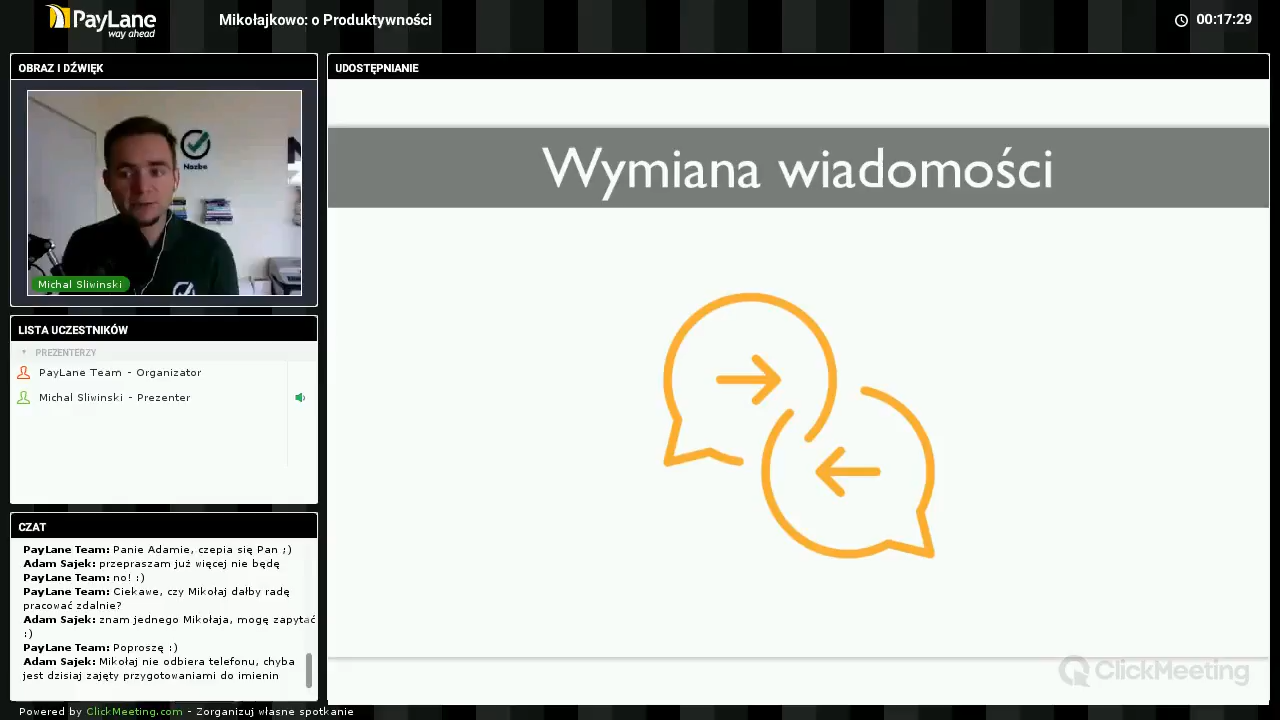 PayLane
way ahead
Mikołajkowo: o Produktywności
00:17:29
OBRAZ I DŹWIĘK
Nozbe
Michal Sliwinski
UDOSTĘPNIANIE
Wymiana wiadomości
LISTA UCZESTNIKÓW
PREZENTERZY
PayLane Team - Organizator
Michal Sliwinski - Prezenter
CZAT
PayLane Team: Panie Adamie, czepia się Pan ;)
Adam Sajek: przepraszam już więcej nie będę
PayLane Team: no! :)
PayLane Team: Ciekawe, czy Mikołaj dałby radę
pracować zdalnie?
Adam Sajek: znam jednego Mikołaja, mogę zapytać
:)
PayLane Team: Poproszę :)
Adam Sajek: Mikołaj nie odbiera telefonu, chyba
jest dzisiaj zajęty przygotowaniami do imienin
ClickMeeting
Powered by ClickMeeting.com - Zorganizuj własne spotkanie